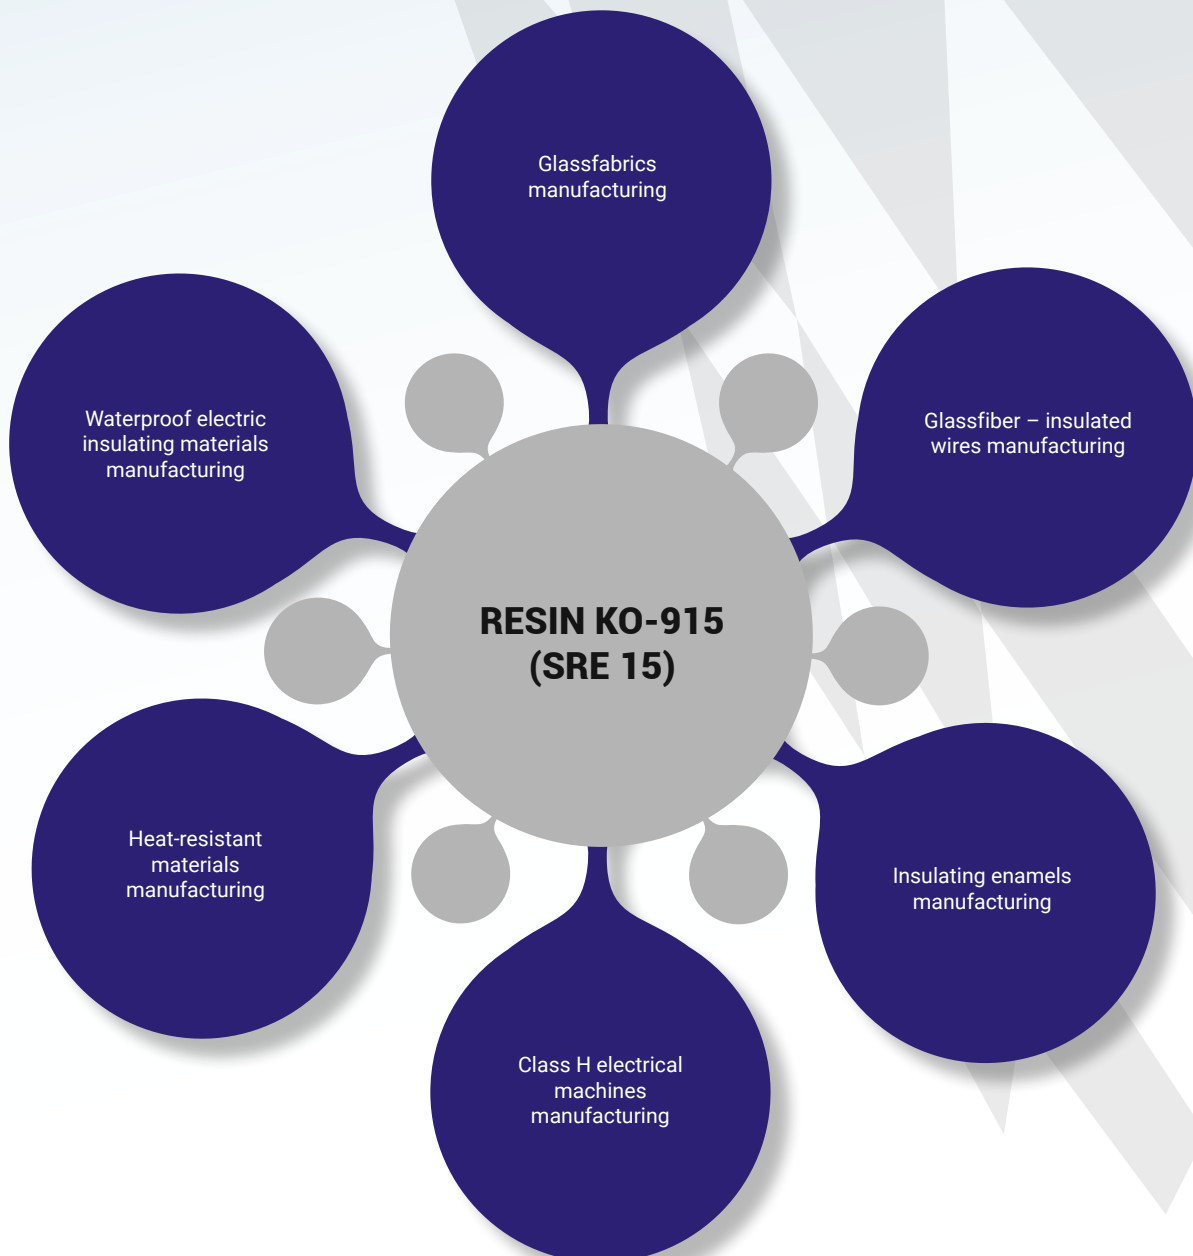 Glassfabrics
manufacturing
Waterproof electric
insulating materials
manufacturing
Glassfiber – insulated
wires manufacturing
RESIN KO-915
(SRE 15)
Heat-resistant
materials
manufacturing
Insulating enamels
manufacturing
Class H electrical
machines
manufacturing